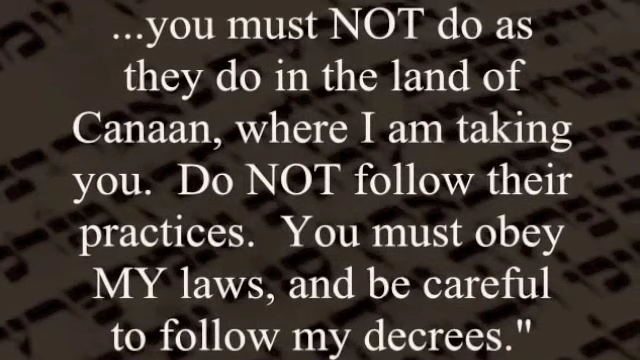 ...you must NOT do as
they do in the land of
Canaan, where I am taking
you.  Do NOT follow their
practices.  You must obey
MY laws, and be careful
to follow my decrees."